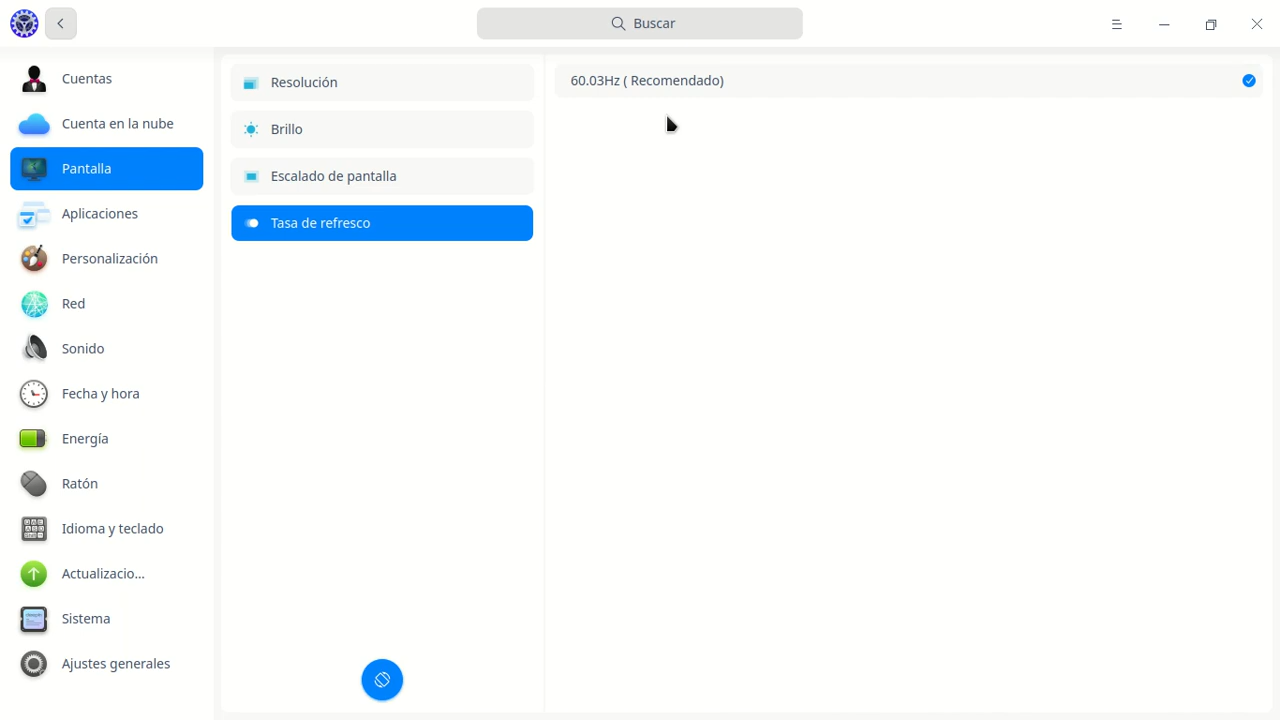 Buscar
Cuentas
Cuenta en la nube
Pantalla
Aplicaciones
Personalización
Red
Sonido
Fecha y hora
Energía
Ratón
Idioma y teclado
Actualizacio...
Sistema
Ajustes generales
Resolución
Brillo
Escalado de pantalla
Tasa de refresco
60.03Hz ( Recomendado)